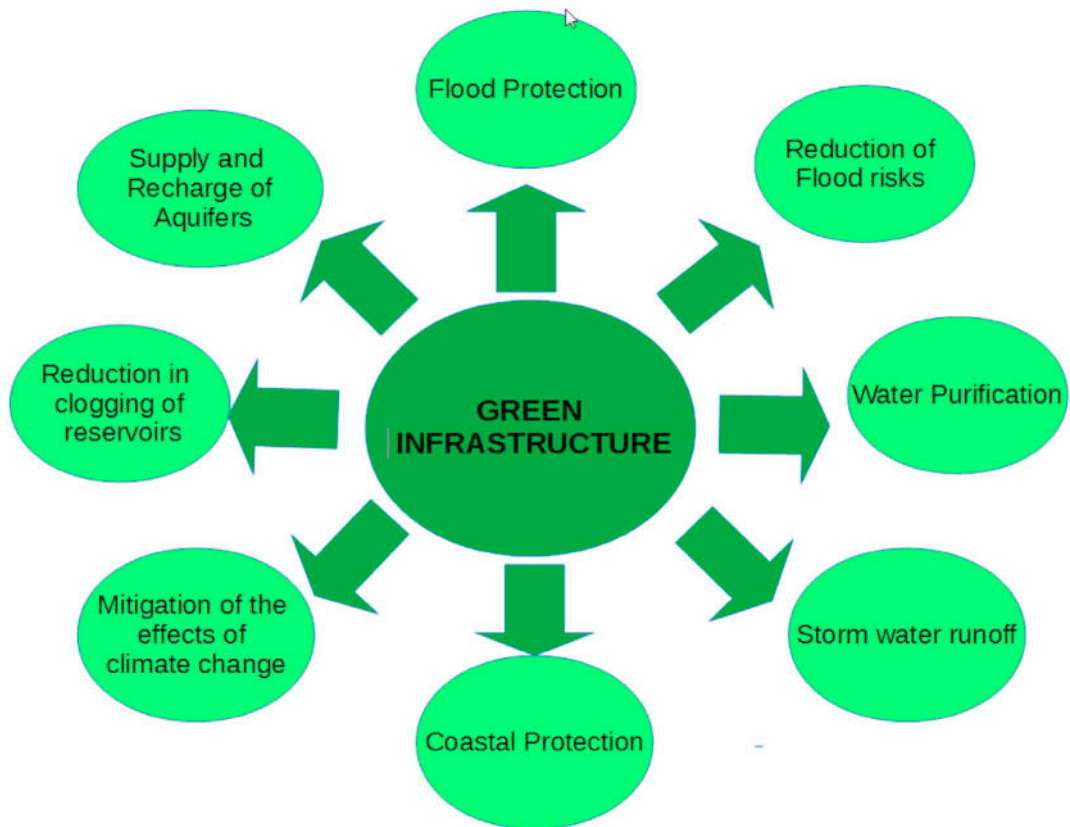 Flood Protection
Reduction of
Flood risks
Supply and
Recharge of
Aquifers
Water Purification
Reduction in
clogging of
reservoirs
GREEN
INFRASTRUCTURE
Storm water runoff
Mitigation of the
effects of
climate change
Coastal Protection